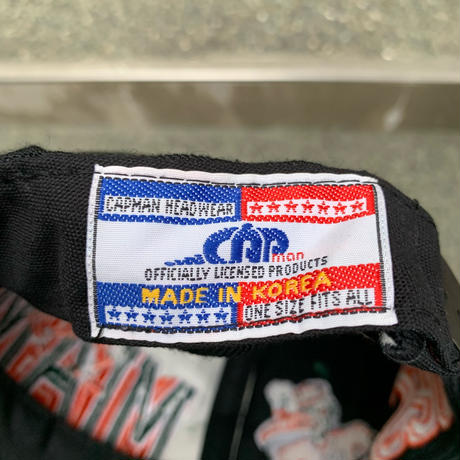 CAPMAN HEADWEAR
CAP
man
OFFICIALLY LICENSED PRODUCTS
MADE IN KOREA
ONE SIZE FITS ALL